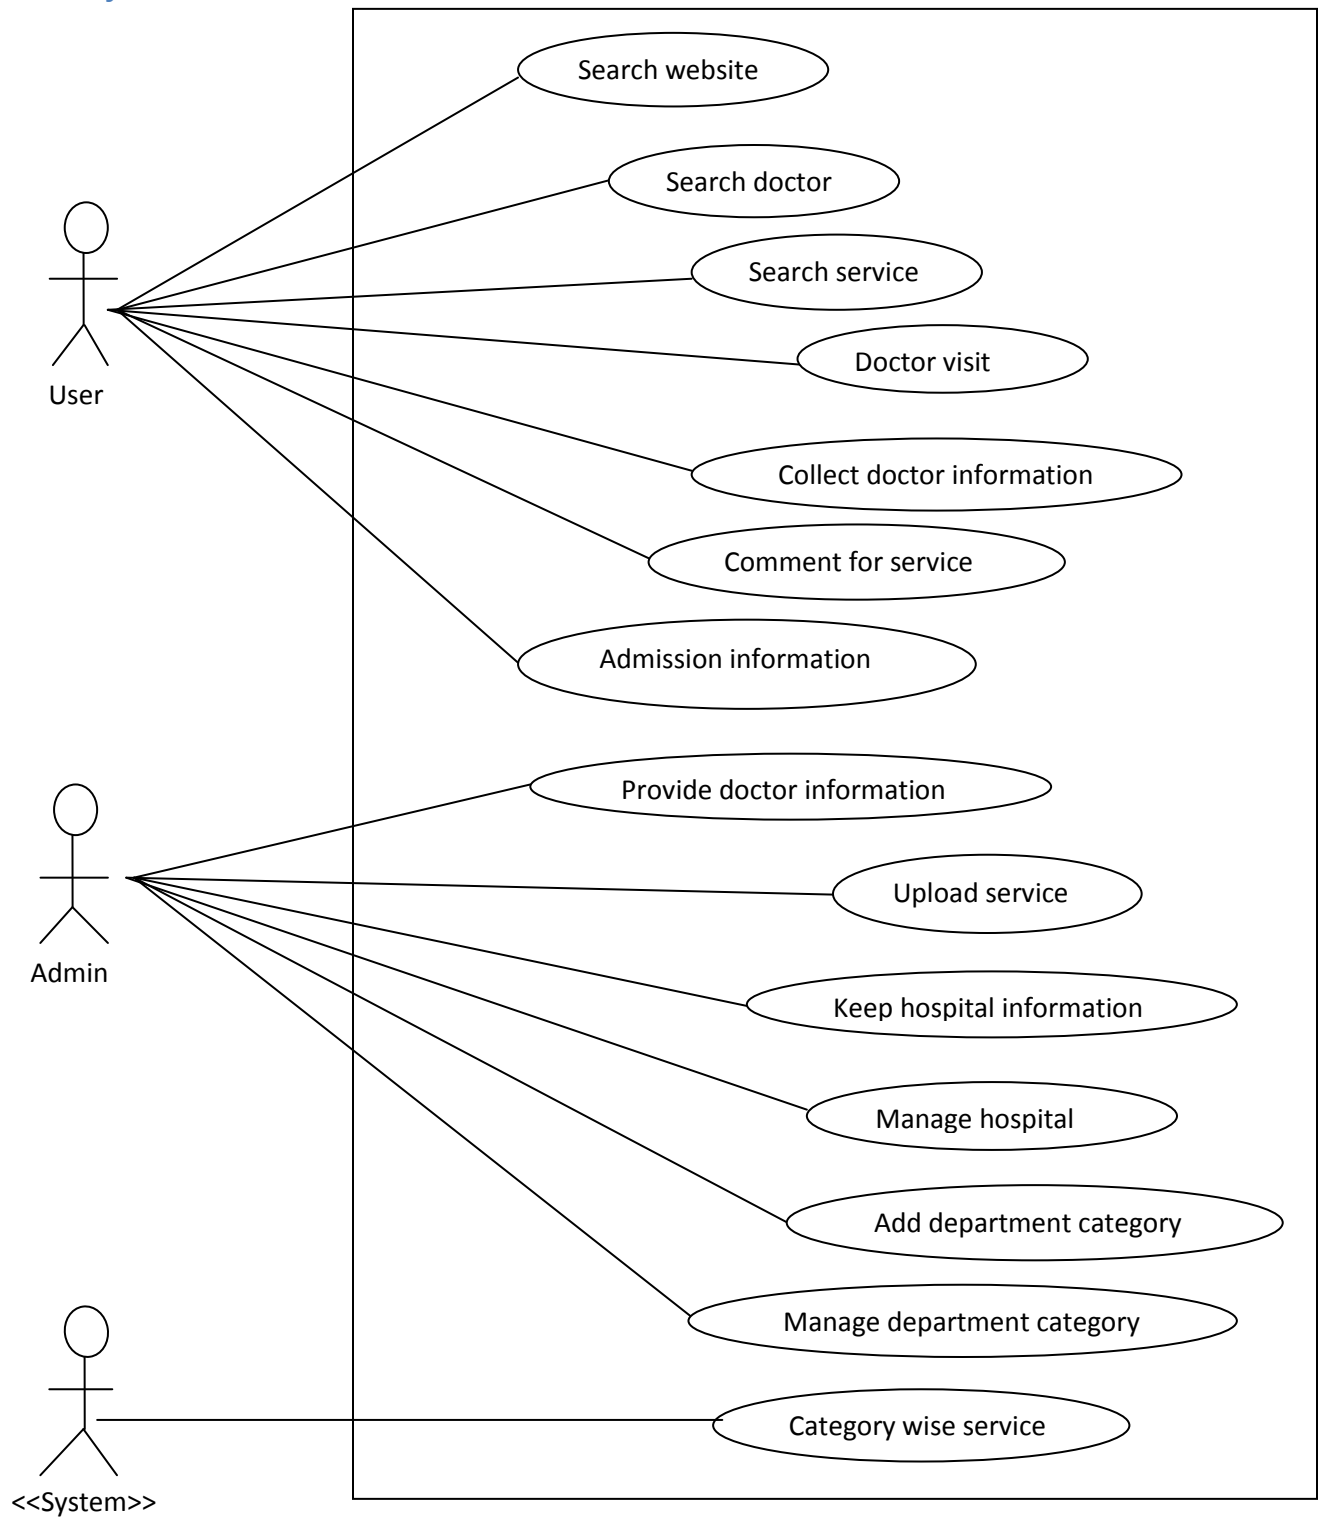 Search website
Search doctor
Search service
Doctor visit
User
Collect doctor information
Comment for service
Admission information
Provide doctor information
Upload service
Admin
Keep hospital information
Manage hospital
Add department category
Manage department category
Category wise service
<<System>>